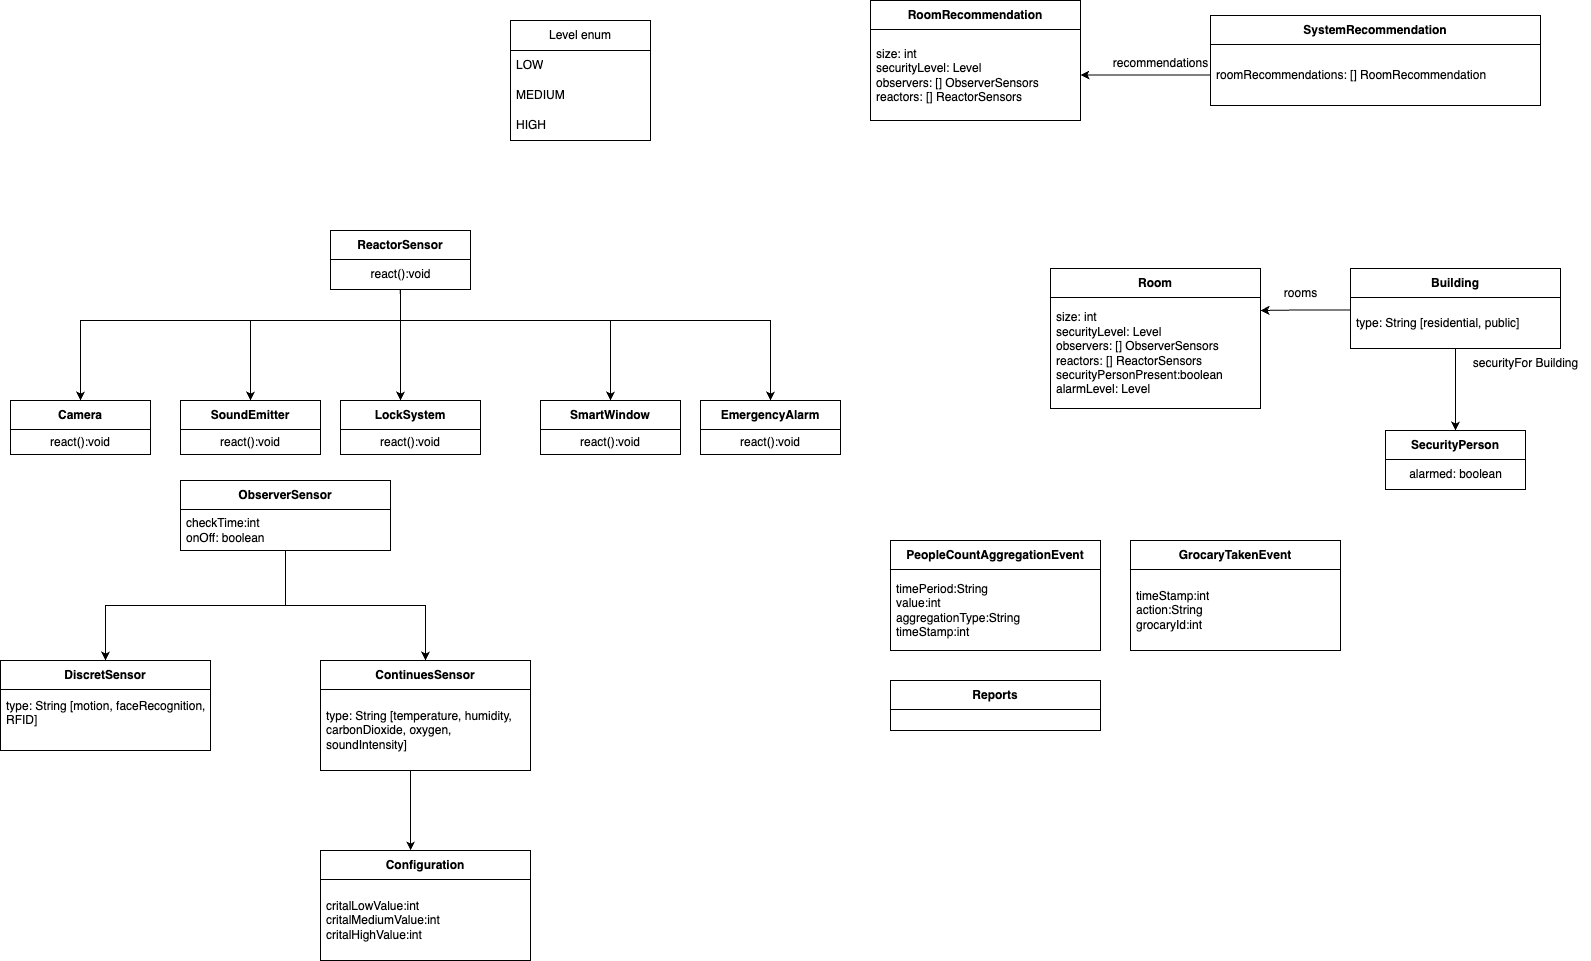 Level enum
LOW
MEDIUM
HIGH
RoomRecommendation
size: int
securityLevel: Level
observers: [] ObserverSensors
reactors: [] ReactorSensors
recommendations
SystemRecommendation
roomRecommendations: [] RoomRecommendation
ReactorSensor
react():void
Camera
react():void
SoundEmitter
react():void
LockSystem
react():void
SmartWindow
react():void
EmergencyAlarm
react():void
Room
size: int
securityLevel: Level
observers: [] ObserverSensors
reactors: [] ReactorSensors
securityPersonPresent:boolean
alarmLevel: Level
rooms
Building
type: String [residential, public]
securityFor Building
SecurityPerson
alarmed: boolean
ObserverSensor
checkTime:int
onOff: boolean
DiscretSensor
type: String [motion, faceRecognition,
RFID]
ContinuesSensor
type: String [temperature, humidity,
carbonDioxide, oxygen,
soundIntensity]
Configuration
critalLowValue:int
critalMediumValue:int
critalHighValue:int
PeopleCountAggregationEvent
timePeriod:String
value:int
aggregationType:String
timeStamp:int
GrocaryTakenEvent
timeStamp:int
action:String
grocaryId:int
Reports